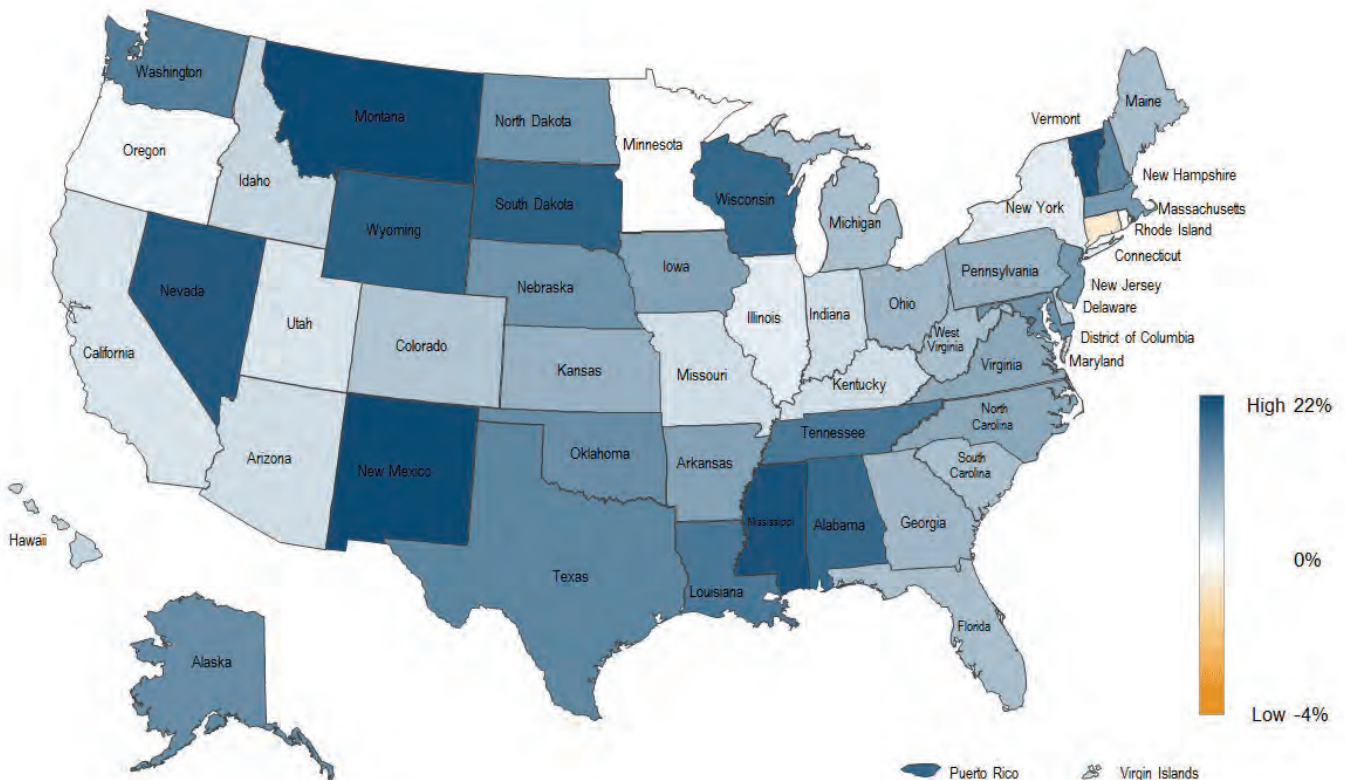 Washington
Montana
North Dakota
Minnesota
Vermont
Maine
Oregon
Idaho
South Dakota
Wisconsin
Michigan
New York
New Hampshire
Massachusetts
Rhode Island
Connecticut
Wyoming
Nevada
Utah
Colorado
California
Nebraska
Iowa
Illinois
Indiana
Ohio
Pennsylvania
New Jersey
Delaware
District of Columbia
Maryland
West
Virginia
Virginia
Kansas
Missouri
Kentucky
Arizona
New Mexico
Oklahoma
Arkansas
Tennessee
North
Carolina
South
Carolina
Mississippi
Alabama
Georgia
Texas
Louisiana
Florida
Hawaii
Alaska
High 22%
0%
Low -4%
Puerto Rico
Virgin Islands